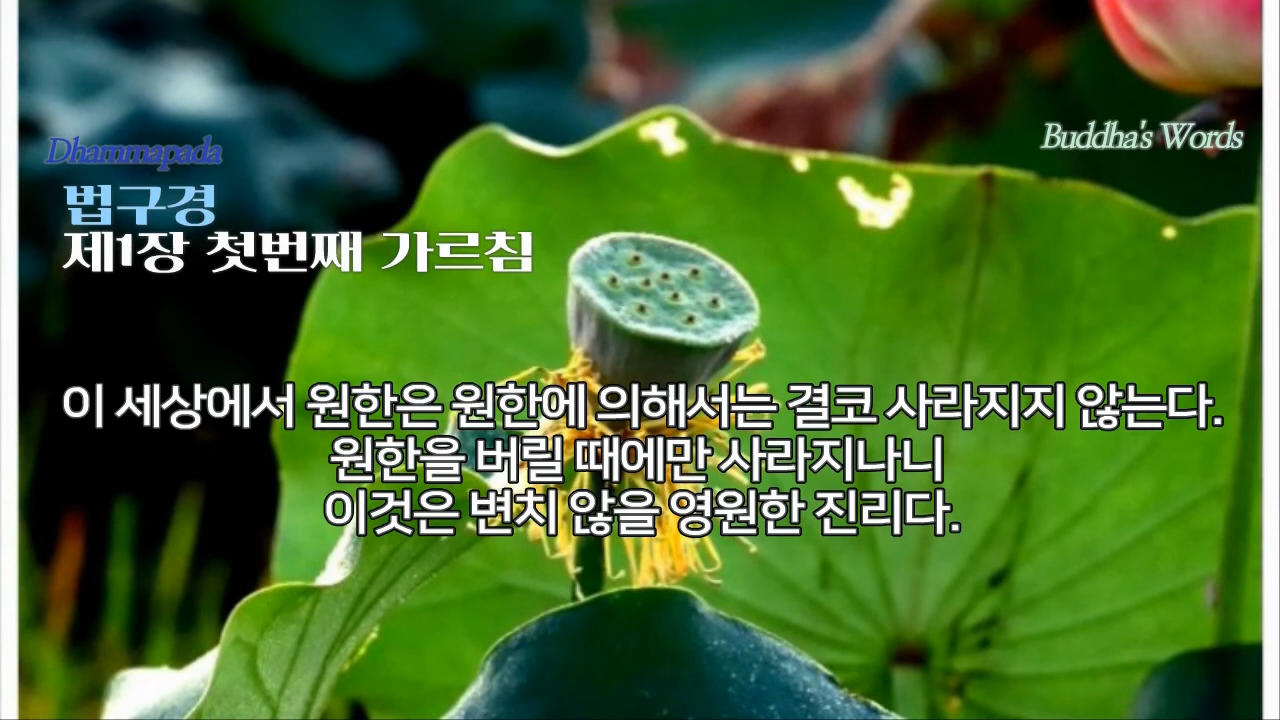 Dhammapada
Buddha's Words
법구경
제1장 첫번째 가르침
이 세상에서 원한은 원한에 의해서는 결코 사라지지 않는다.
원한을 버릴 때에만 사라지나니
이것은 변치 않을 영원한 진리다.